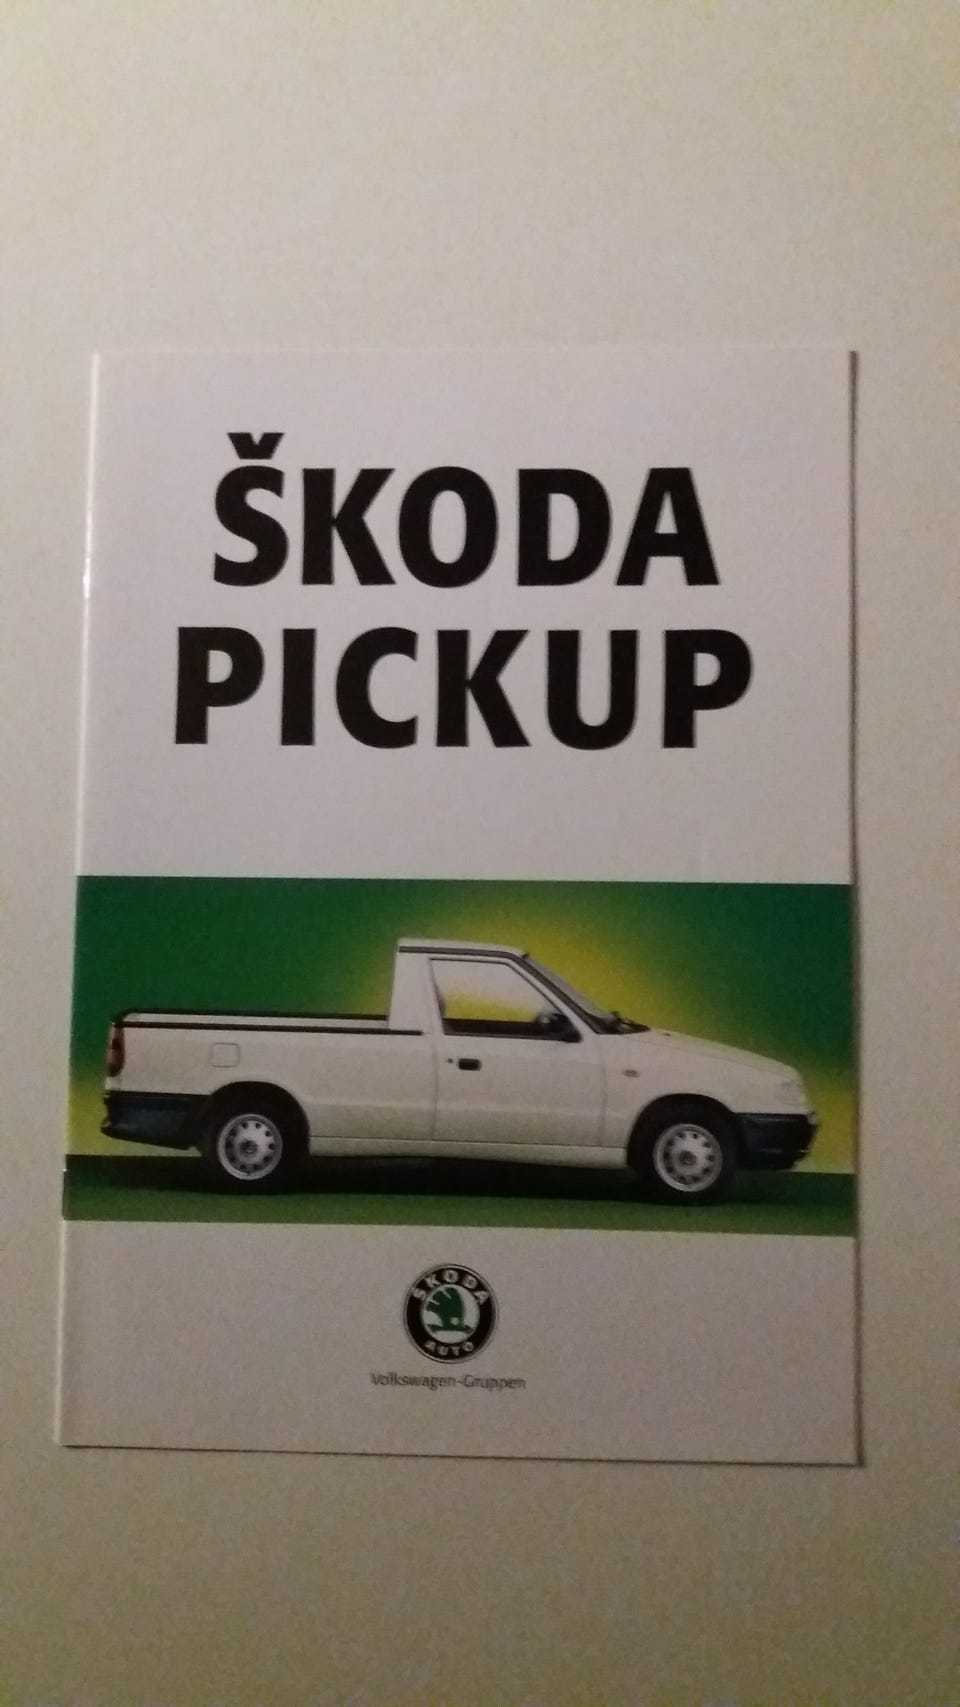 ŠKODA
PICKUP
ŠKODA
AUTO
Volkswagen-Gruppen